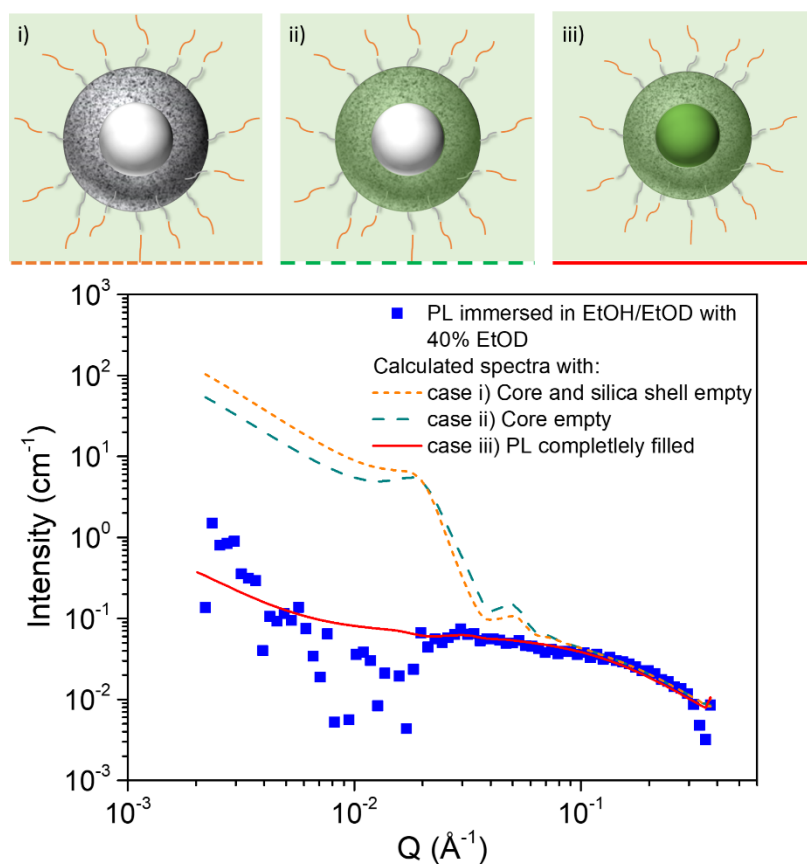 i)
ii)
iii)
10³
10²
10¹
10⁰
10⁻¹
10⁻²
10⁻³
Intensity (cm⁻¹)
PL immersed in EtOH/EtOD with
40% EtOD
Calculated spectra with:
case i) Core and silica shell empty
case ii) Core empty
case iii) PL completlely filled
10⁻³
10⁻²
10⁻¹
Q (Å⁻¹)